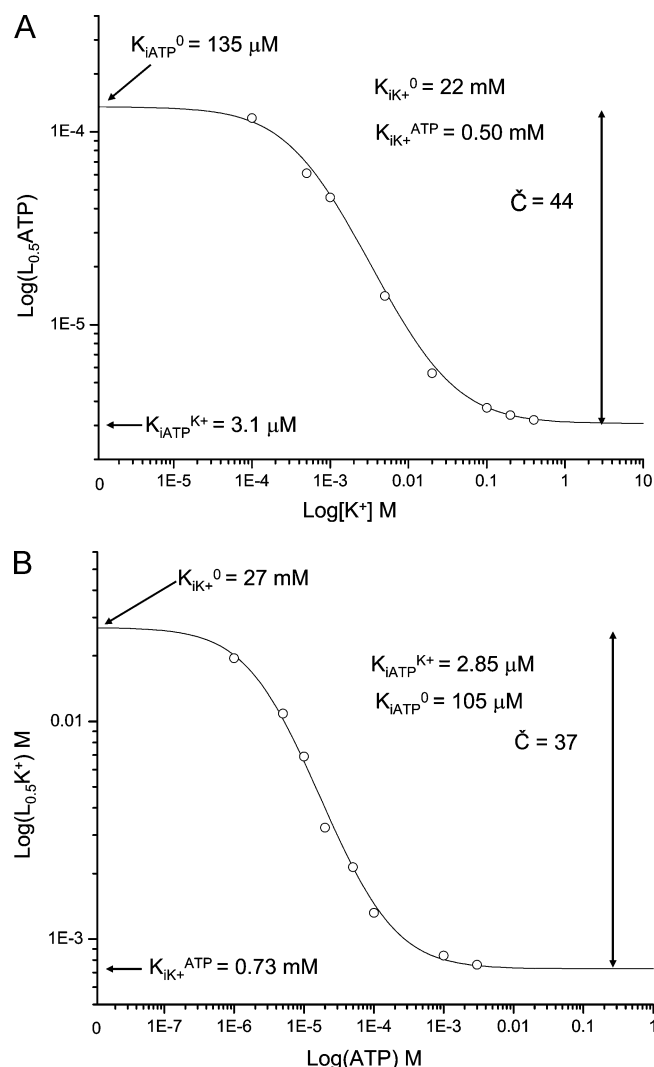 A
K_iATP^0 = 135 μM
K_iK+^0 = 22 mM
K_iK+^ATP = 0.50 mM
Č = 44
K_iATP^K+ = 3.1 μM
Log(L_0.5ATP)
1E-4
1E-5
0 1E-5 1E-4 1E-3 0.01 0.1 1 10
Log[K⁺] M
B
K_iK+^0 = 27 mM
K_iATP^K+ = 2.85 μM
K_iATP^0 = 105 μM
Č = 37
K_iK+^ATP = 0.73 mM
Log(L_0.5K⁺) M
0.01
1E-3
0 1E-7 1E-6 1E-5 1E-4 1E-3 0.01 0.1 1
Log(ATP) M